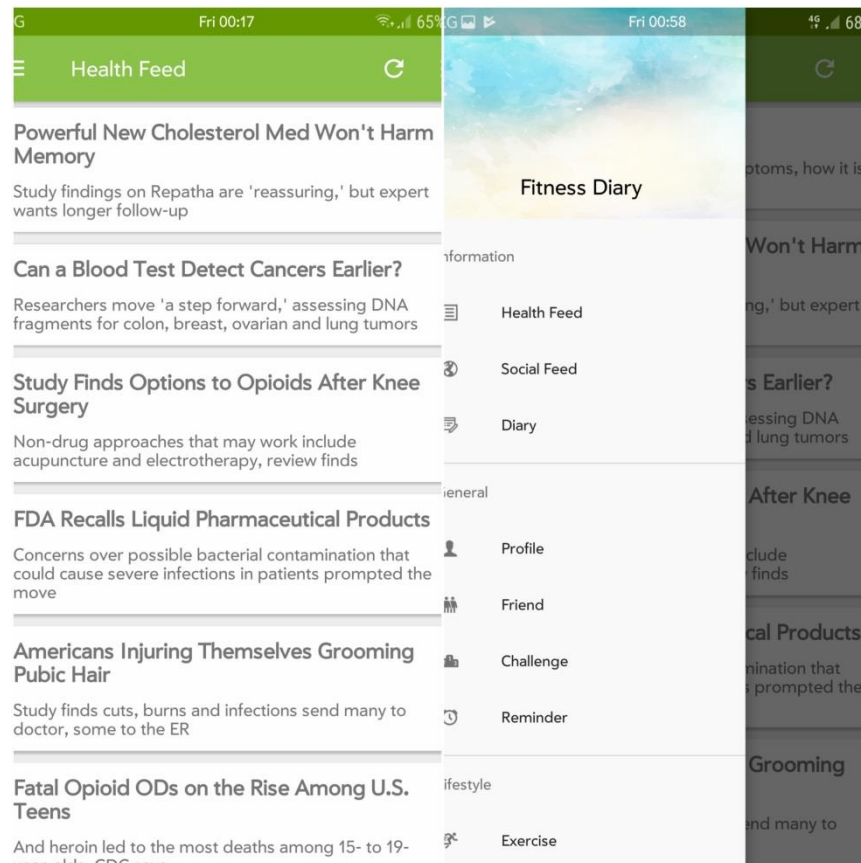 G Fri 00:17 65%
Health Feed
Powerful New Cholesterol Med Won't Harm
Memory
Study findings on Repatha are 'reassuring,' but expert
wants longer follow-up
Can a Blood Test Detect Cancers Earlier?
Researchers move 'a step forward,' assessing DNA
fragments for colon, breast, ovarian and lung tumors
Study Finds Options to Opioids After Knee
Surgery
Non-drug approaches that may work include
acupuncture and electrotherapy, review finds
FDA Recalls Liquid Pharmaceutical Products
Concerns over possible bacterial contamination that
could cause severe infections in patients prompted the
move
Americans Injuring Themselves Grooming
Pubic Hair
Study finds cuts, burns and infections send many to
doctor, some to the ER
Fatal Opioid ODs on the Rise Among U.S.
Teens
And heroin led to the most deaths among 15- to 19-
G Fri 00:58 4G 68
Fitness Diary
nformation
Health Feed
Social Feed
Diary
eneral
Profile
Friend
Challenge
Reminder
ifestyle
Exercise
ptoms, how it is
Won't Harm
ng,' but expert
s Earlier?
essing DNA
d lung tumors
After Knee
clude
finds
cal Products
nination that
s prompted the
Grooming
end many to